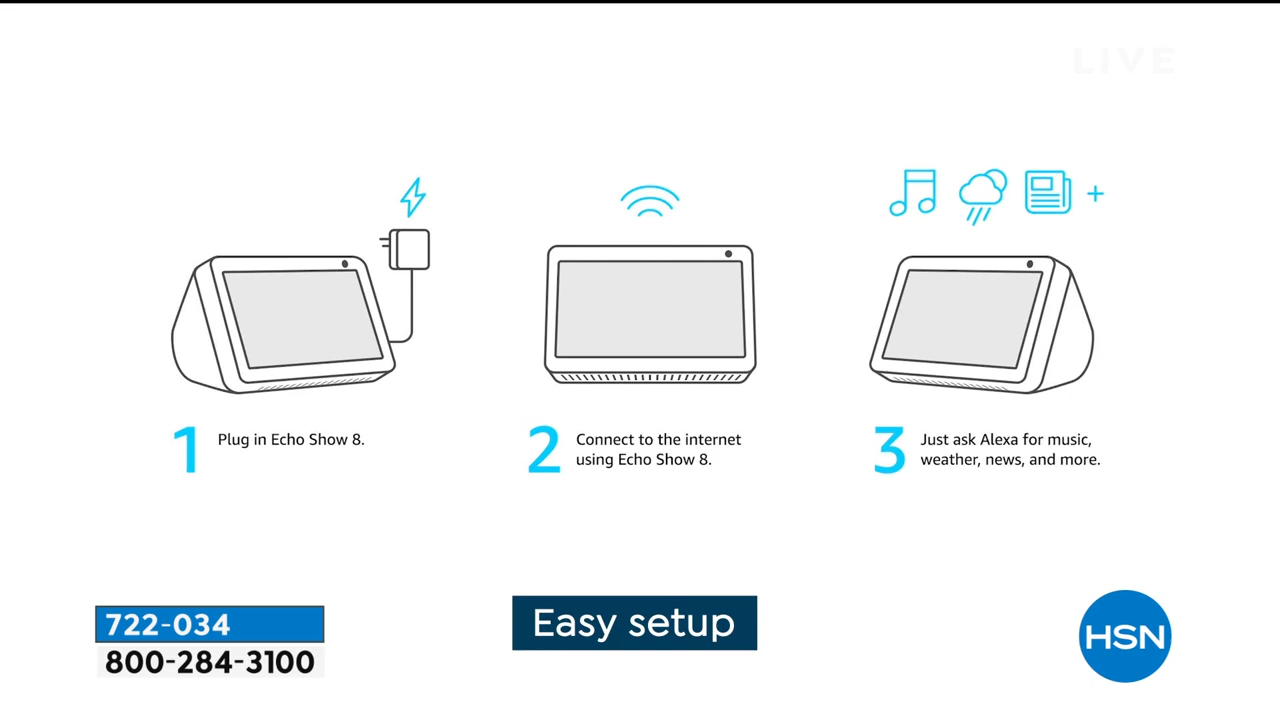 LIVE
1 Plug in Echo Show 8.
2 Connect to the internet
using Echo Show 8.
3 Just ask Alexa for music,
weather, news, and more.
722-034
800-284-3100
Easy setup
HSN